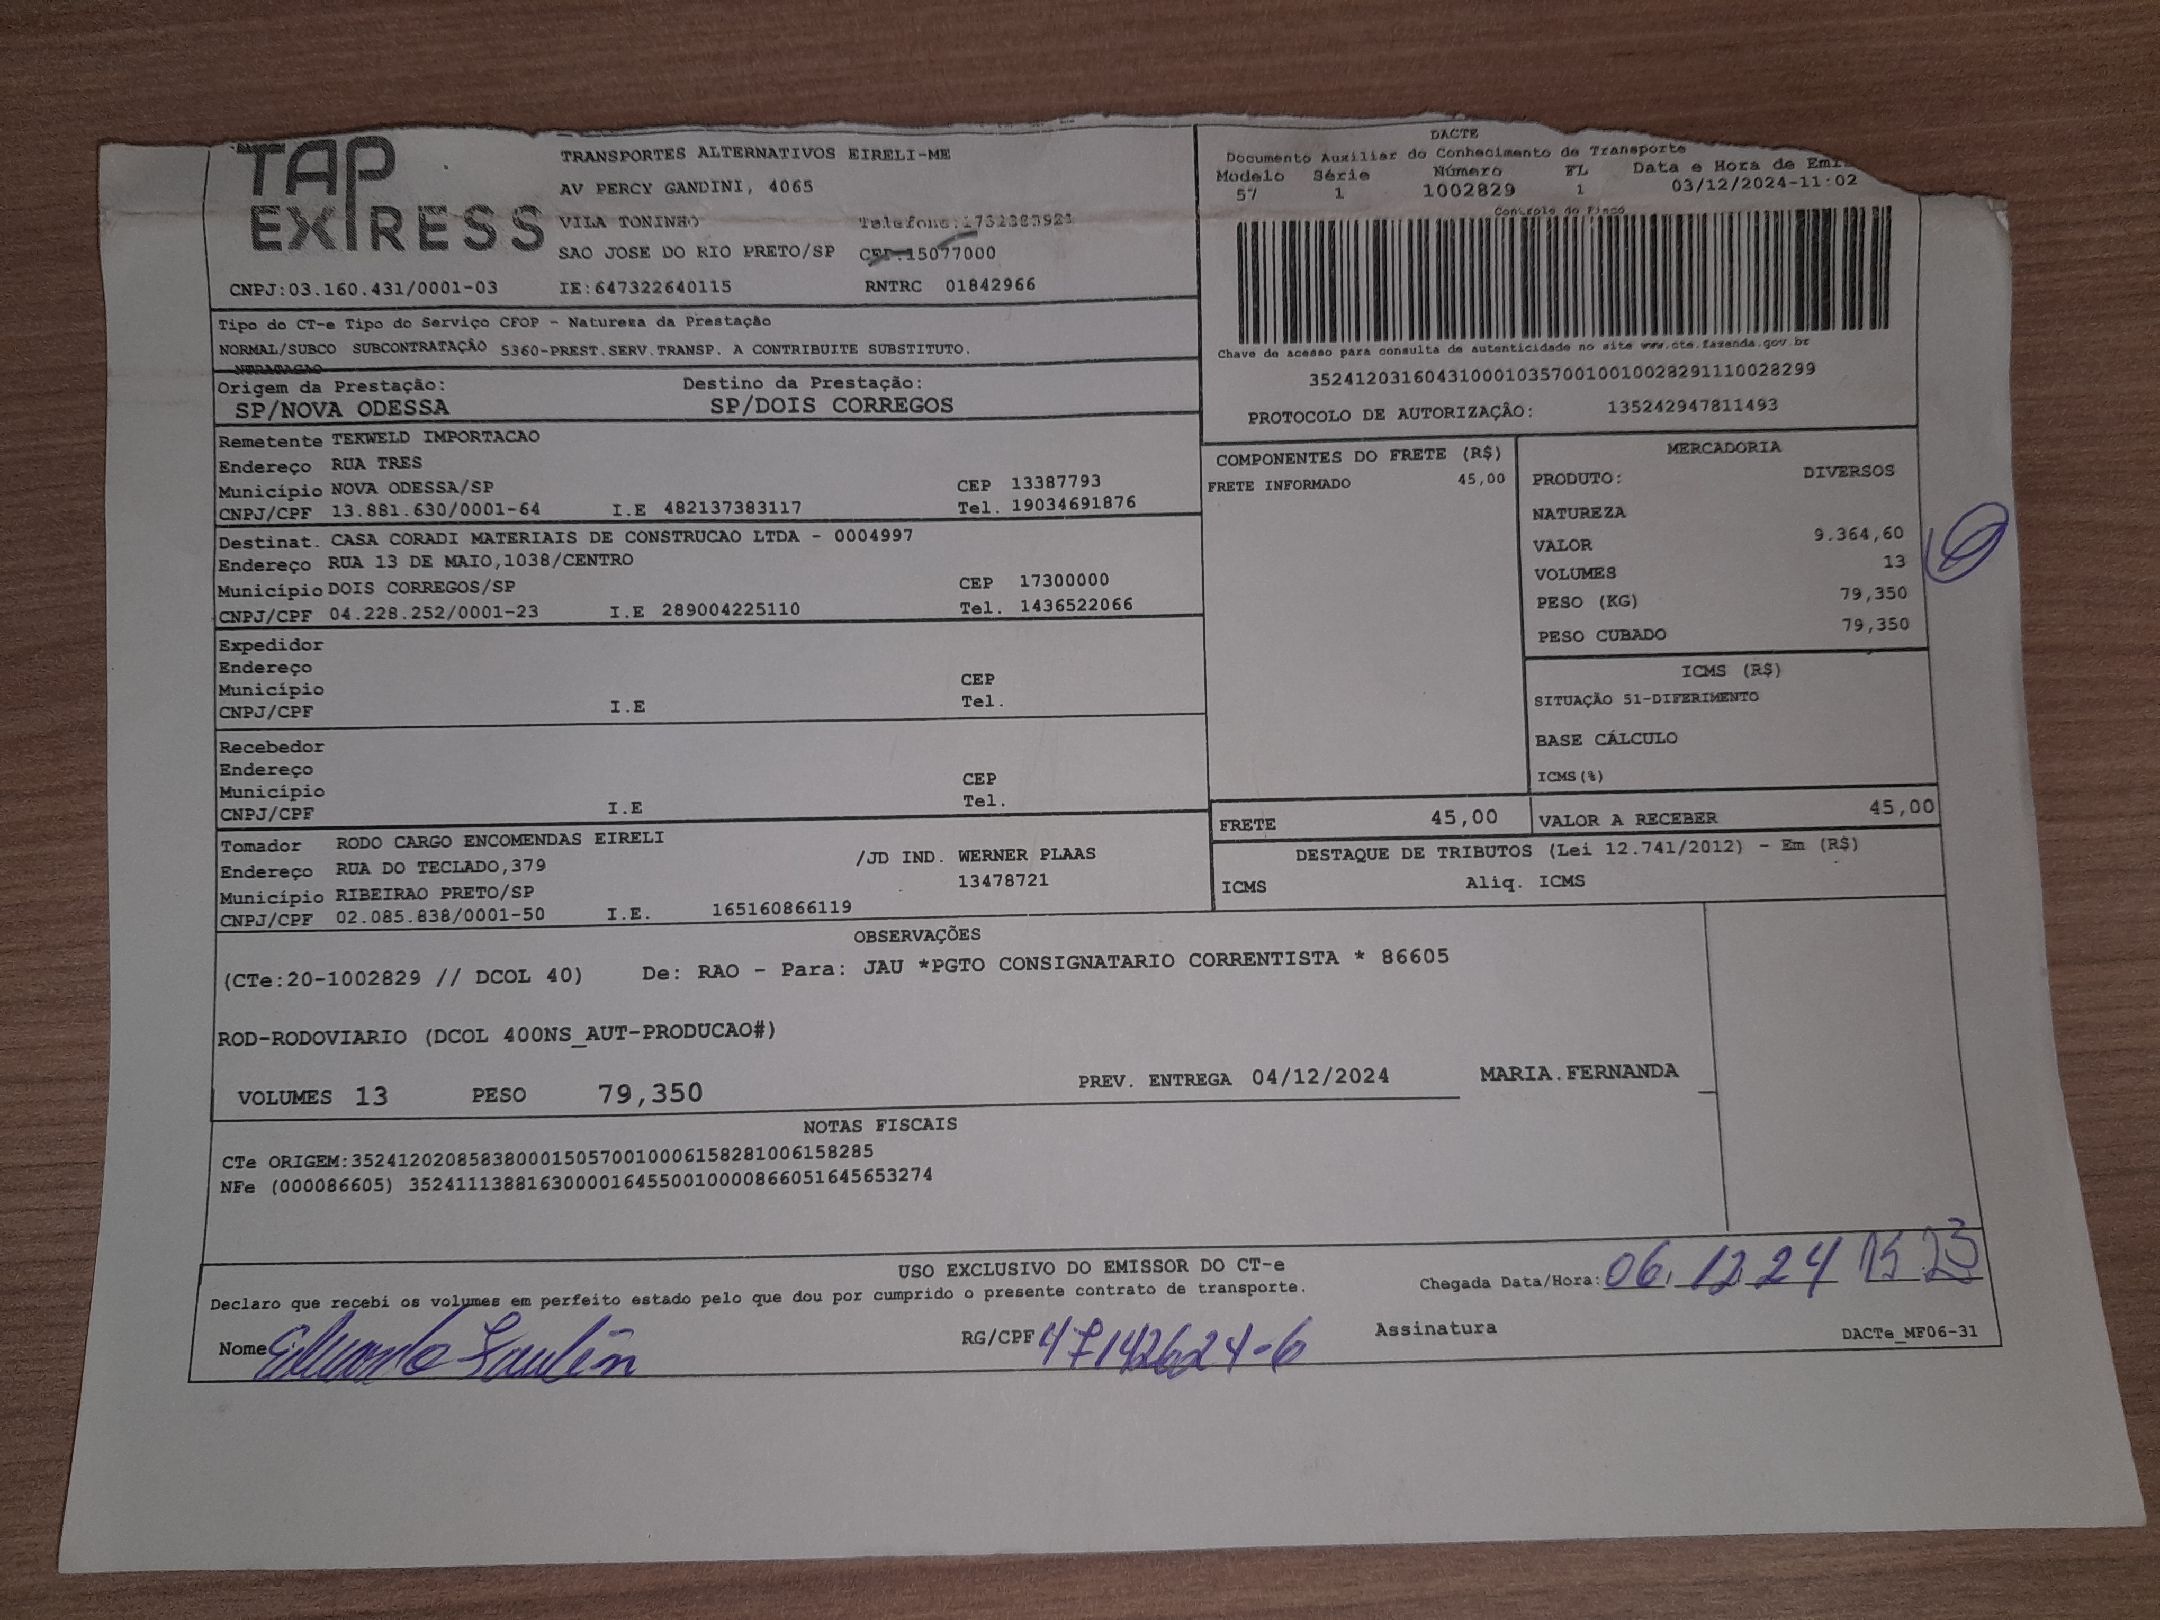 TAP EXPRESS
TRANSPORTES ALTERNATIVOS EIRELI-ME
AV PERCY GANDINI, 4065
VILA TONINHO Telefone:1732383921
SAO JOSE DO RIO PRETO/SP CEP:15077000
CNPJ:03.160.431/0001-03 IE:647322640115 RNTRC 01842966
DACTE
Documento Auxiliar do Conhecimento de Transporte
Modelo Série Número FL Data e Hora de Emi
57 1 1002829 1 03/12/2024-11:02
Controle do Fisco
Chave de acesso para consulta de autenticidade no site www.cte.fazenda.gov.br
35241203160431000103570010010028291110028299
PROTOCOLO DE AUTORIZAÇÃO: 135242947811493
Tipo do CT-e Tipo do Serviço CFOP - Natureza da Prestação
NORMAL/SUBCO SUBCONTRATAÇÃO 5360-PREST.SERV.TRANSP. A CONTRIBUITE SUBSTITUTO.
NTRATACAO
Origem da Prestação: Destino da Prestação:
SP/NOVA ODESSA SP/DOIS CORREGOS
Remetente TEKWELD IMPORTACAO
Endereço RUA TRES
Município NOVA ODESSA/SP CEP 13387793
CNPJ/CPF 13.881.630/0001-64 I.E 482137383117 Tel. 19034691876
Destinat. CASA CORADI MATERIAIS DE CONSTRUCAO LTDA - 0004997
Endereço RUA 13 DE MAIO,1038/CENTRO
Município DOIS CORREGOS/SP CEP 17300000
CNPJ/CPF 04.228.252/0001-23 I.E 289004225110 Tel. 1436522066
Expedidor
Endereço
Município CEP
CNPJ/CPF I.E Tel.
Recebedor
Endereço
Município CEP
CNPJ/CPF I.E Tel.
Tomador RODO CARGO ENCOMENDAS EIRELI
Endereço RUA DO TECLADO,379 /JD IND. WERNER PLAAS
Município RIBEIRAO PRETO/SP 13478721
CNPJ/CPF 02.085.838/0001-50 I.E. 165160866119
COMPONENTES DO FRETE (R$)
FRETE INFORMADO 45,00
MERCADORIA
PRODUTO: DIVERSOS
NATUREZA
VALOR 9.364,60
VOLUMES 13
PESO (KG) 79,350
PESO CUBADO 79,350
ICMS (R$)
SITUAÇÃO 51-DIFERIMENTO
BASE CÁLCULO
ICMS(%)
FRETE 45,00 VALOR A RECEBER 45,00
DESTAQUE DE TRIBUTOS (Lei 12.741/2012) - Em (R$)
ICMS Aliq. ICMS
OBSERVAÇÕES
(CTe:20-1002829 // DCOL 40) De: RAO - Para: JAU *PGTO CONSIGNATARIO CORRENTISTA * 86605
ROD-RODOVIARIO (DCOL 400NS_AUT-PRODUCAO#)
VOLUMES 13 PESO 79,350 PREV. ENTREGA 04/12/2024 MARIA.FERNANDA
NOTAS FISCAIS
CTe ORIGEM:35241202085838000150570010006158281006158285
NFe (000086605) 35241113881630000164550010000866051645653274
USO EXCLUSIVO DO EMISSOR DO CT-e
Declaro que recebi os volumes em perfeito estado pelo que dou por cumprido o presente contrato de transporte.
Chegada Data/Hora: 06.12.24 15 23
Nome Eduardo Paulin RG/CPF 47142624-6 Assinatura DACTe_MF06-31